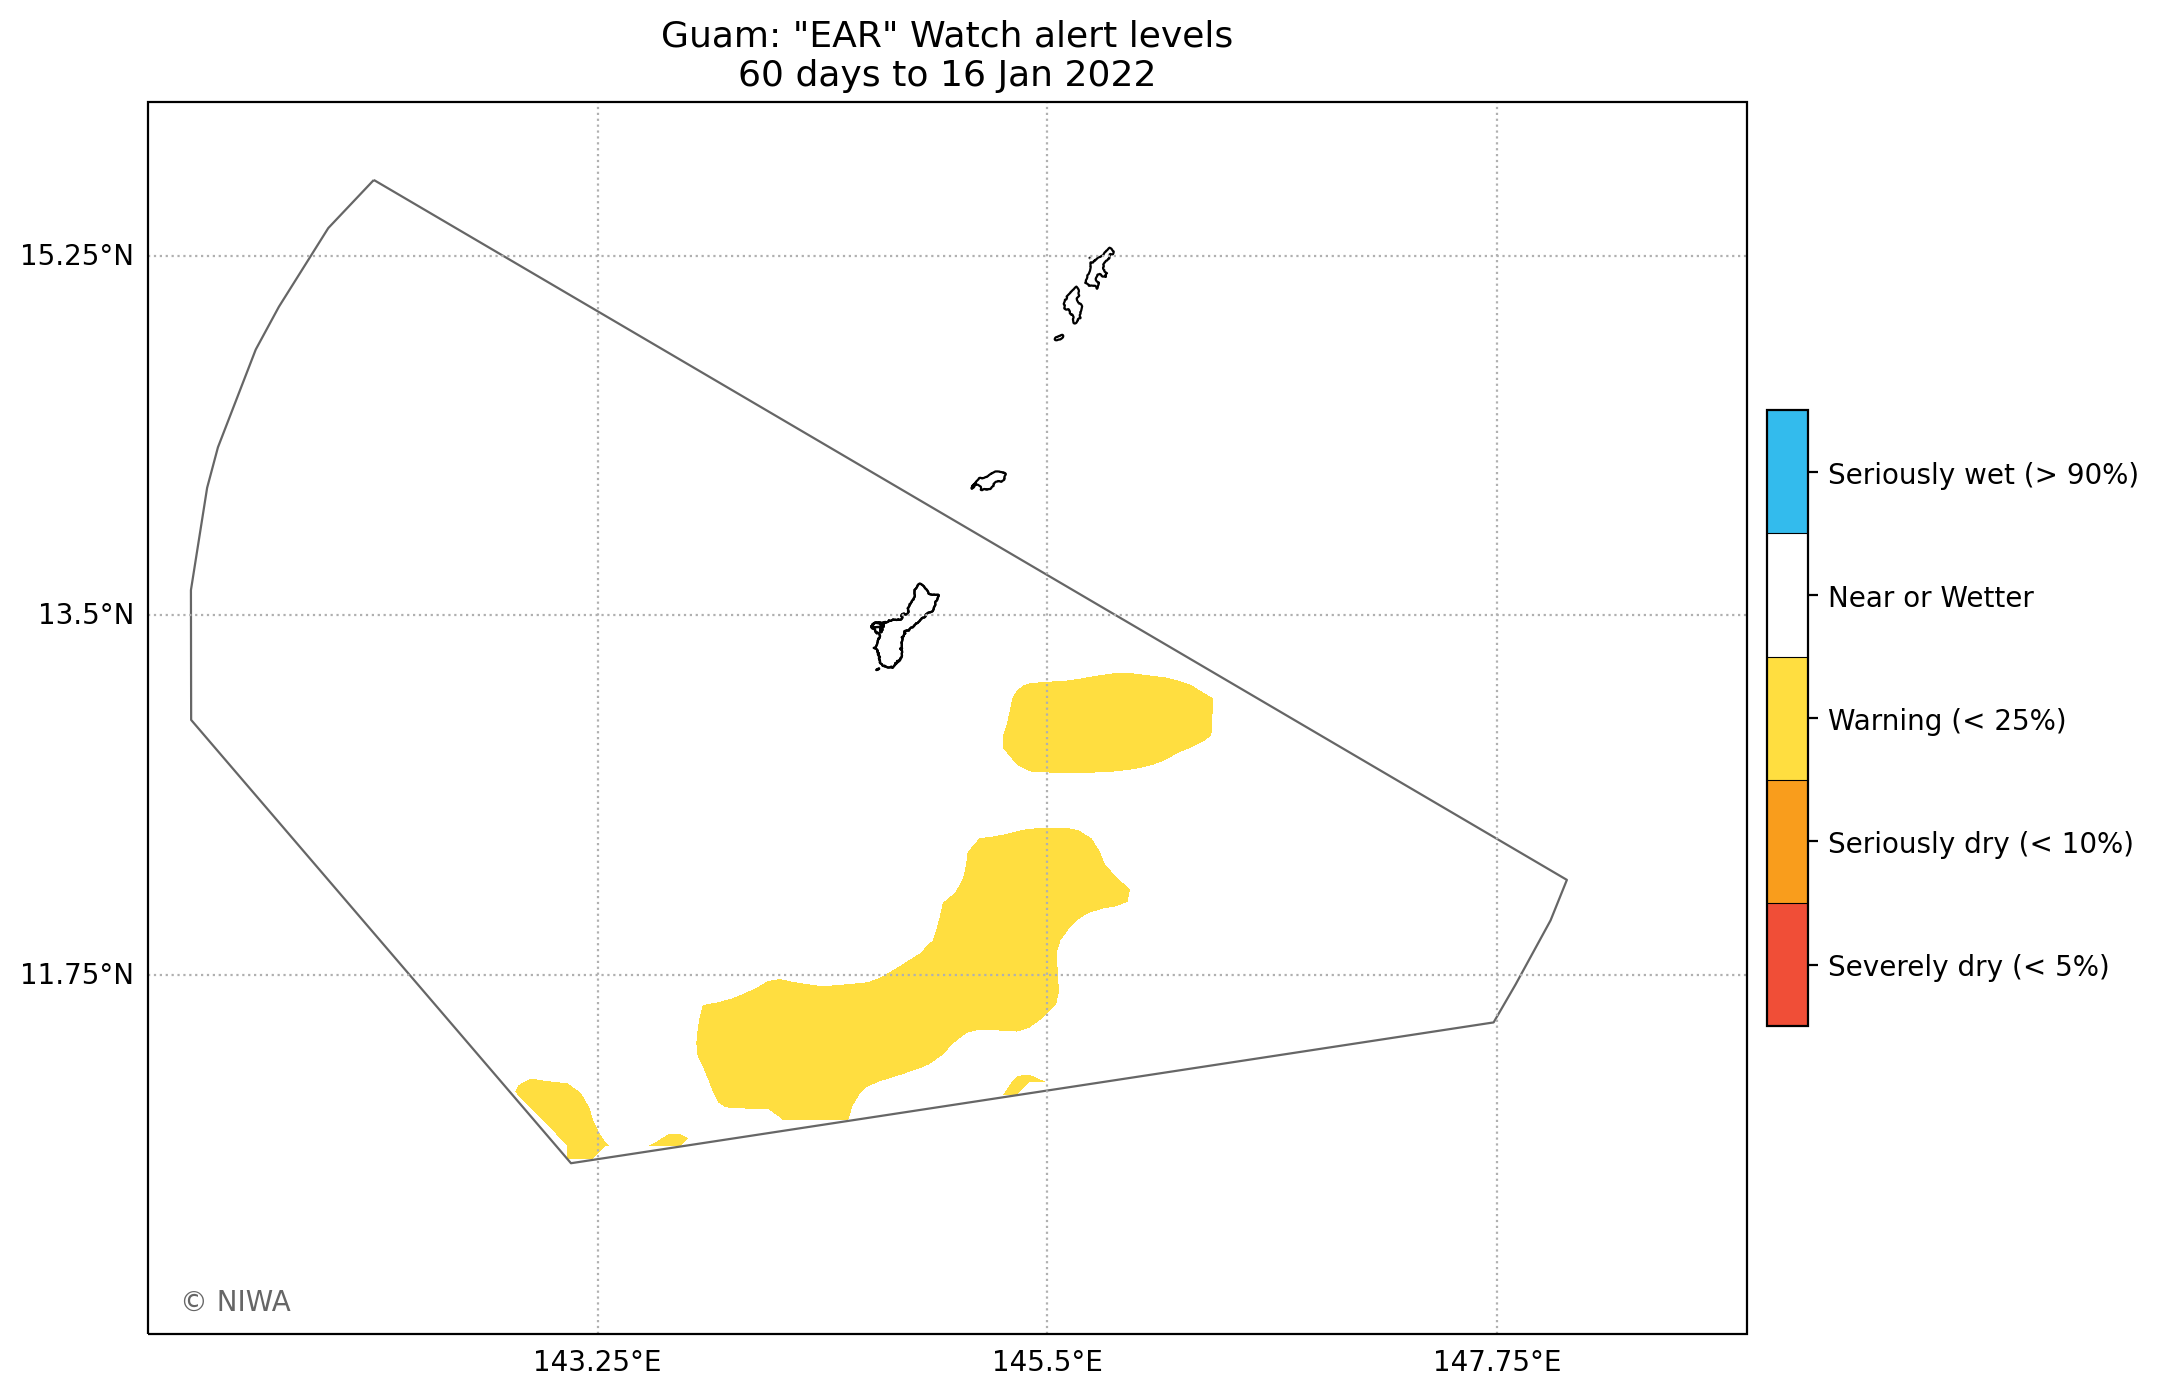 Guam: "EAR" Watch alert levels
60 days to 16 Jan 2022
15.25°N
13.5°N
11.75°N
143.25°E
145.5°E
147.75°E
Seriously wet (> 90%)
Near or Wetter
Warning (< 25%)
Seriously dry (< 10%)
Severely dry (< 5%)
© NIWA